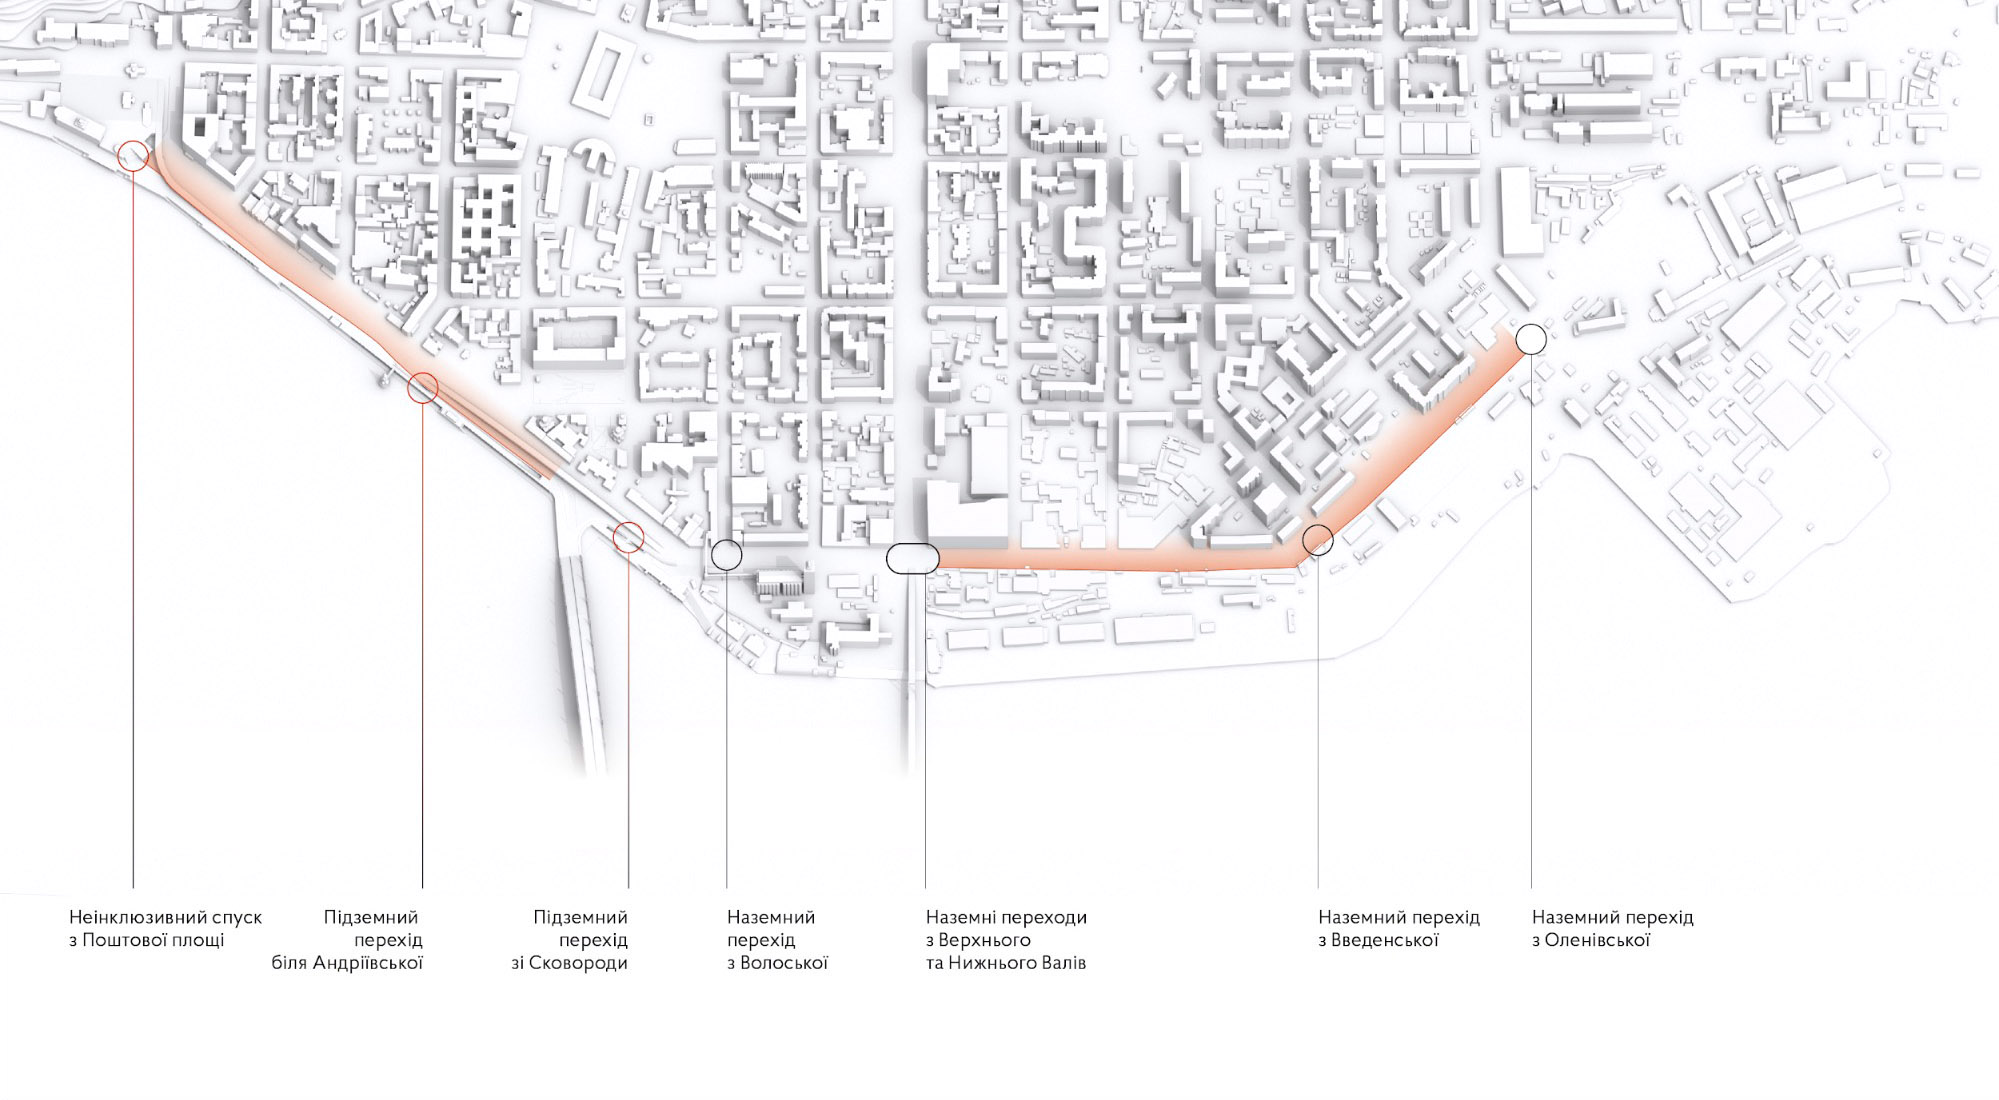 Неінклюзивний спуск
з Поштової площі
Підземний
перехід
біля Андріївської
Підземний
перехід
зі Сковороди
Наземний
перехід
з Волоської
Наземні переходи
з Верхнього
та Нижнього Валів
Наземний перехід
з Введенської
Наземний перехід
з Оленівської